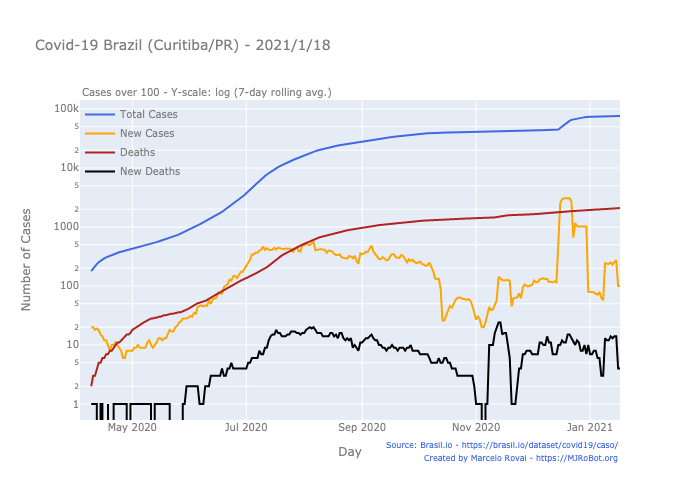 Covid-19 Brazil (Curitiba/PR) - 2021/1/18
Cases over 100 - Y-scale: log (7-day rolling avg.)
100k
5
2
10k
5
2
1000
5
2
100
5
2
10
5
2
1
Total Cases
New Cases
Deaths
New Deaths
Number of Cases
May 2020
Jul 2020
Sep 2020
Nov 2020
Jan 2021
Day
Source: Brasil.io - https://brasil.io/dataset/covid19/caso/
Created by Marcelo Rovai - https://MJRoBot.org